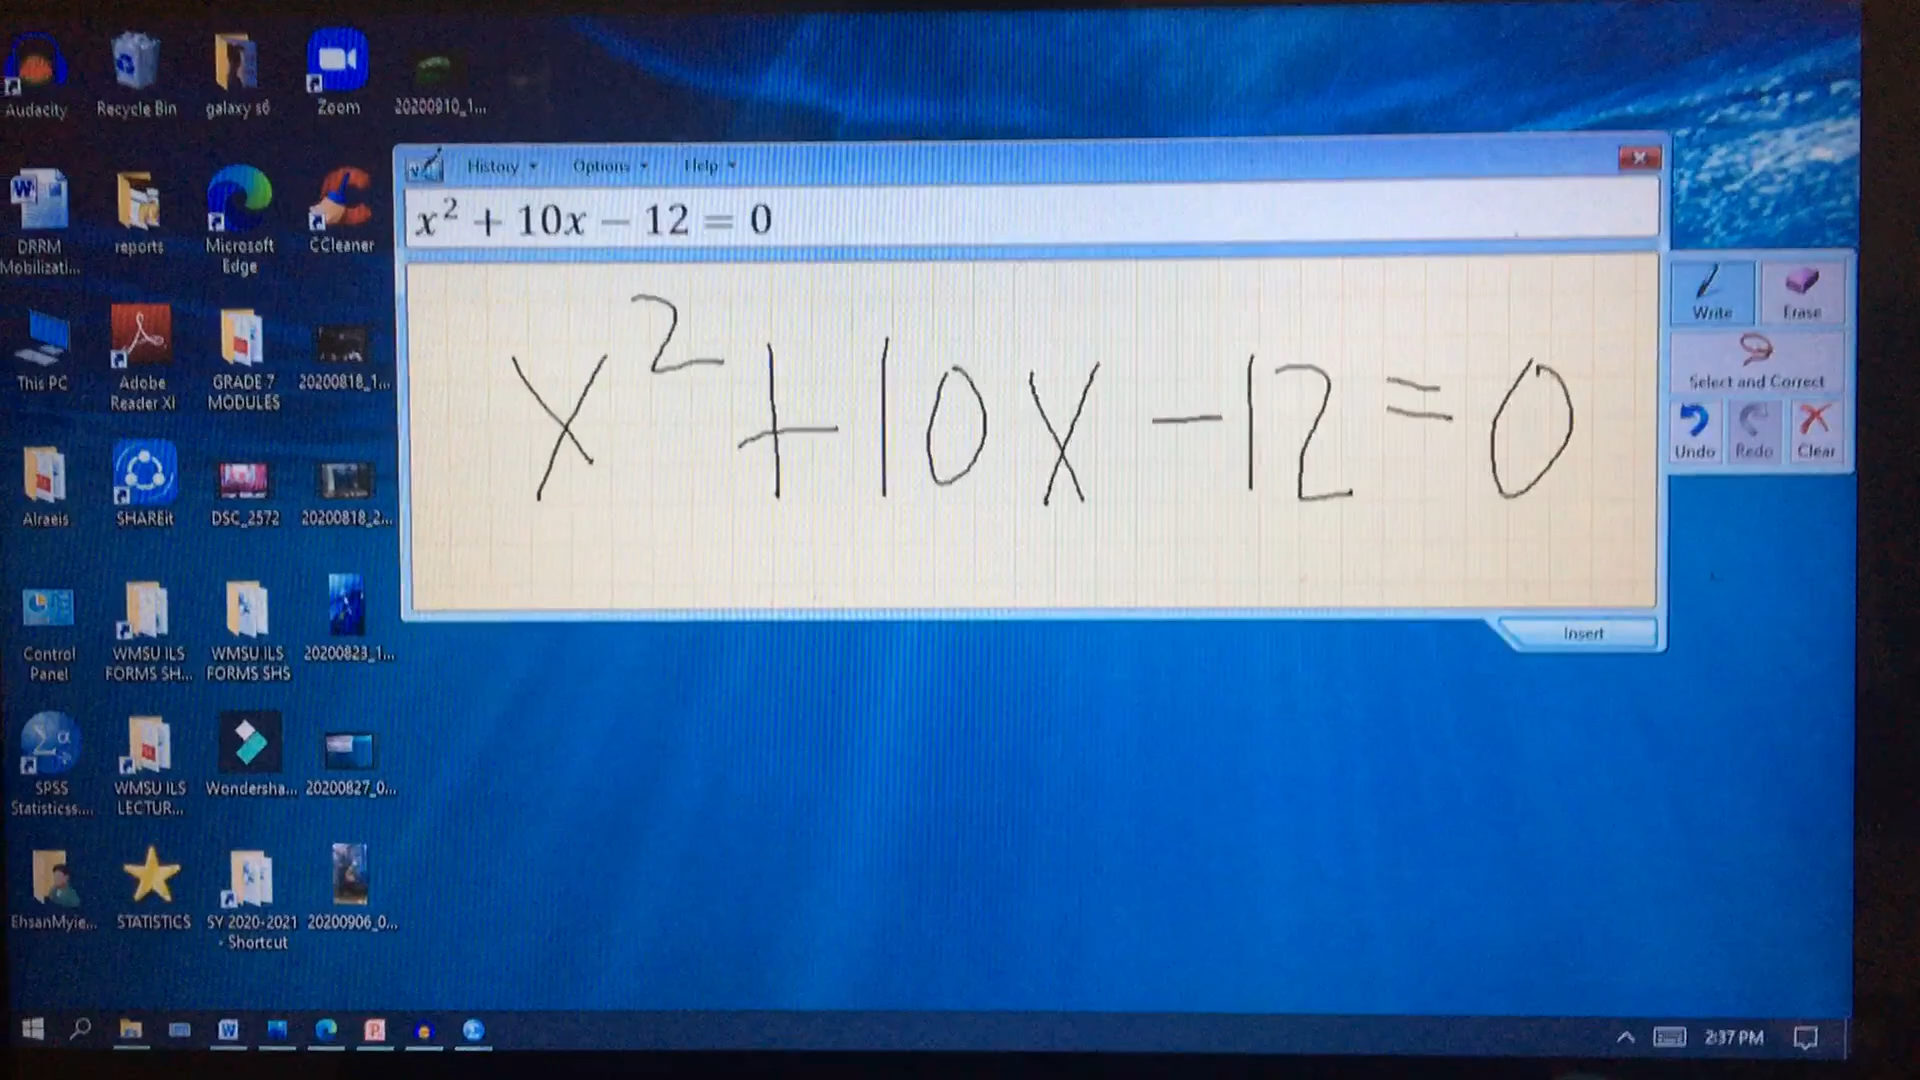 Audacity
Recycle Bin
galaxy s6
Zoom
20200910_1...
History
Options
Help
x² + 10x − 12 = 0
x² + 10x − 12 = 0
Write
Erase
Select and Correct
Undo
Redo
Clear
Insert
DRRM
Mobilizati...
reports
Microsoft
Edge
CCleaner
This PC
Adobe
Reader XI
GRADE 7
MODULES
20200818_1...
Alraeis
SHAREit
DSC_2572
20200818_2...
Control
Panel
WMSU ILS
FORMS SH...
WMSU ILS
FORMS SHS
20200823_1...
SPSS
Statisticss....
WMSU ILS
LECTUR...
Wondersha...
20200827_0...
EhsanMyie...
STATISTICS
SY 2020-2021
- Shortcut
20200906_0...
2:37 PM